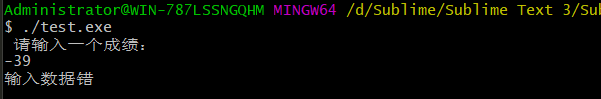 Administrator@WIN-787LSSNGQHM MINGW64 /d/Sublime/Sublime Text 3/Sub
$ ./test.exe
请输入一个成绩：
-39
输入数据错